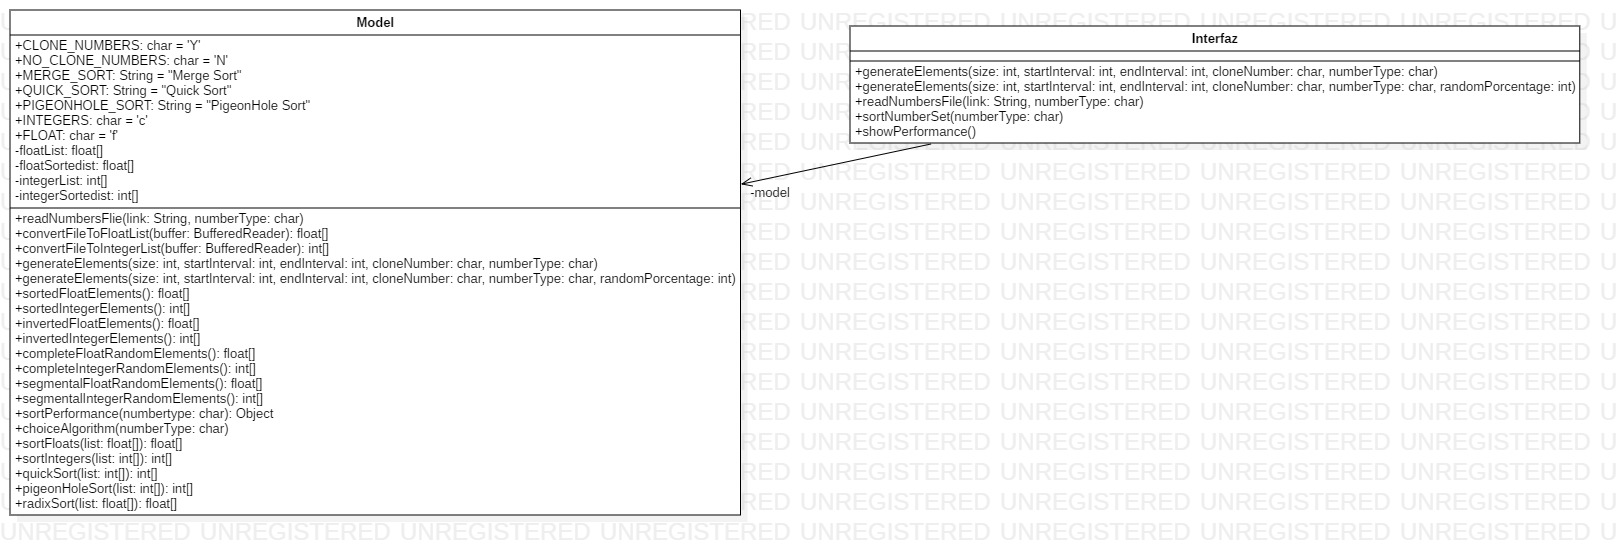 Model
+CLONE_NUMBERS: char = 'Y'
+NO_CLONE_NUMBERS: char = 'N'
+MERGE_SORT: String = "Merge Sort"
+QUICK_SORT: String = "Quick Sort"
+PIGEONHOLE_SORT: String = "PigeonHole Sort"
+INTEGERS: char = 'c'
+FLOAT: char = 'f'
-floatList: float[]
-floatSortedist: float[]
-integerList: int[]
-integerSortedist: int[]
+readNumbersFlie(link: String, numberType: char)
+convertFileToFloatList(buffer: BufferedReader): float[]
+convertFileToIntegerList(buffer: BufferedReader): int[]
+generateElements(size: int, startInterval: int, endInterval: int, cloneNumber: char, numberType: char)
+generateElements(size: int, startInterval: int, endInterval: int, cloneNumber: char, numberType: char, randomPorcentage: int)
+sortedFloatElements(): float[]
+sortedIntegerElements(): int[]
+invertedFloatElements(): float[]
+invertedIntegerElements(): int[]
+completeFloatRandomElements(): float[]
+completeIntegerRandomElements(): int[]
+segmentalFloatRandomElements(): float[]
+segmentalIntegerRandomElements(): int[]
+sortPerformance(numbertype: char): Object
+choiceAlgorithm(numberType: char)
+sortFloats(list: float[]): float[]
+sortIntegers(list: int[]): int[]
+quickSort(list: int[]): int[]
+pigeonHoleSort(list: int[]): int[]
+radixSort(list: float[]): float[]
-model
Interfaz
+generateElements(size: int, startInterval: int, endInterval: int, cloneNumber: char, numberType: char)
+generateElements(size: int, startInterval: int, endInterval: int, cloneNumber: char, numberType: char, randomPorcentage: int)
+readNumbersFile(link: String, numberType: char)
+sortNumberSet(numberType: char)
+showPerformance()
UNREGISTERED UNREGISTERED UNREGISTERED UNREGISTERED UNREGISTERED UNREGISTERED UNREGISTERED UNREGISTERED